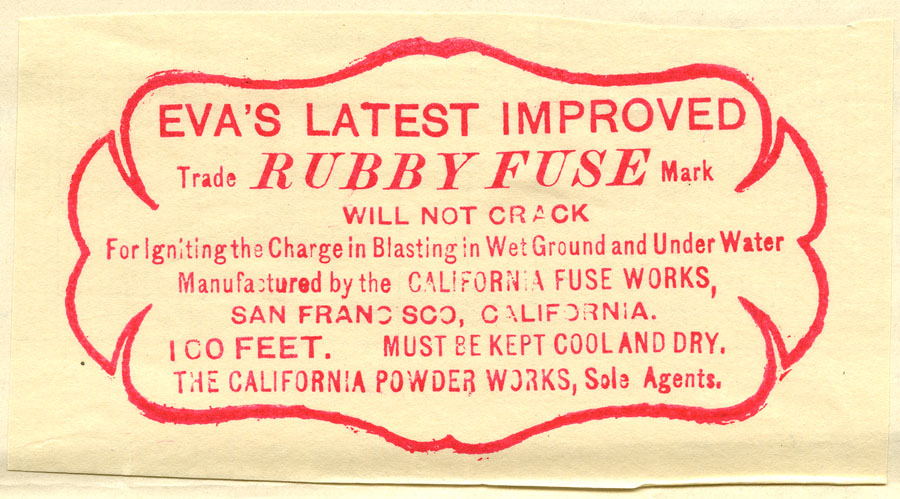 EVA'S LATEST IMPROVED
Trade RUBBY FUSE Mark
WILL NOT CRACK
For Igniting the Charge in Blasting in Wet Ground and Under Water
Manufactured by the CALIFORNIA FUSE WORKS,
SAN FRANCISCO, CALIFORNIA.
100 FEET. MUST BE KEPT COOL AND DRY.
THE CALIFORNIA POWDER WORKS, Sole Agents.